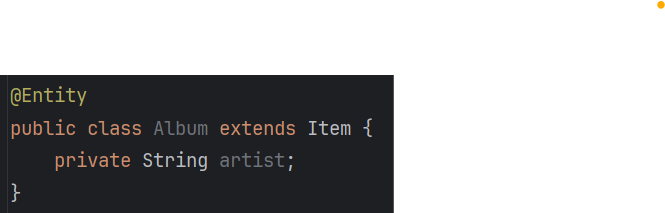 @Entity
public class Album extends Item {
    private String artist;
}